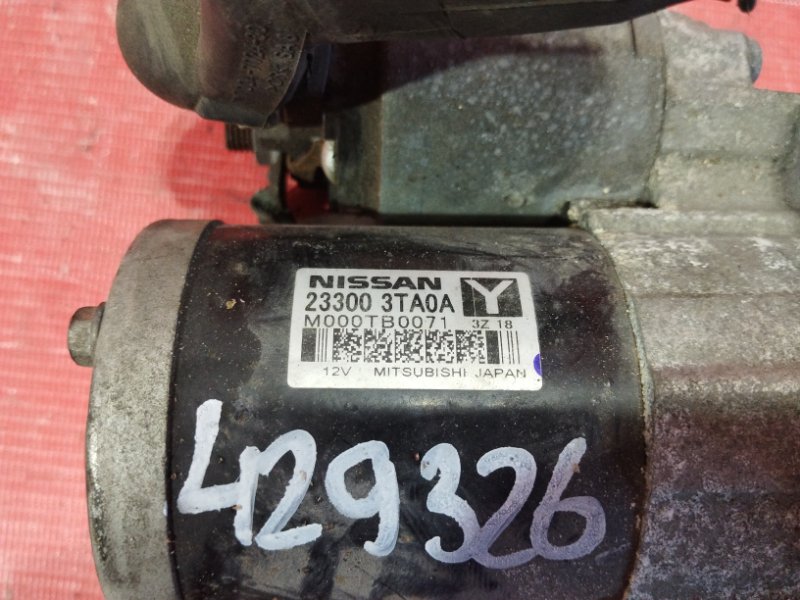 NISSAN
23300 3TA0A Y
M000TB0071 3Z 18
12V MITSUBISHI JAPAN
429326